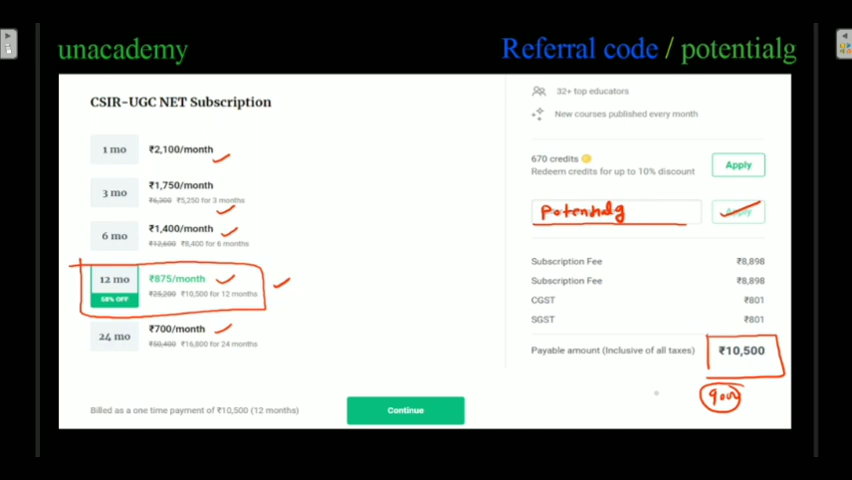 unacademy
Referral code / potentialg
CSIR-UGC NET Subscription
1 mo
₹2,100/month
3 mo
₹1,750/month
₹6,300 ₹5,250 for 3 months
6 mo
₹1,400/month
₹12,600 ₹8,400 for 6 months
12 mo
58% OFF
₹875/month
₹25,200 ₹10,500 for 12 months
24 mo
₹700/month
₹50,400 ₹16,800 for 24 months
Billed as a one time payment of ₹10,500 (12 months)
Continue
32+ top educators
New courses published every month
670 credits
Redeem credits for up to 10% discount
Apply
Potentialg
Apply
Subscription Fee ₹8,898
Subscription Fee ₹8,898
CGST ₹801
SGST ₹801
Payable amount (Inclusive of all taxes) ₹10,500